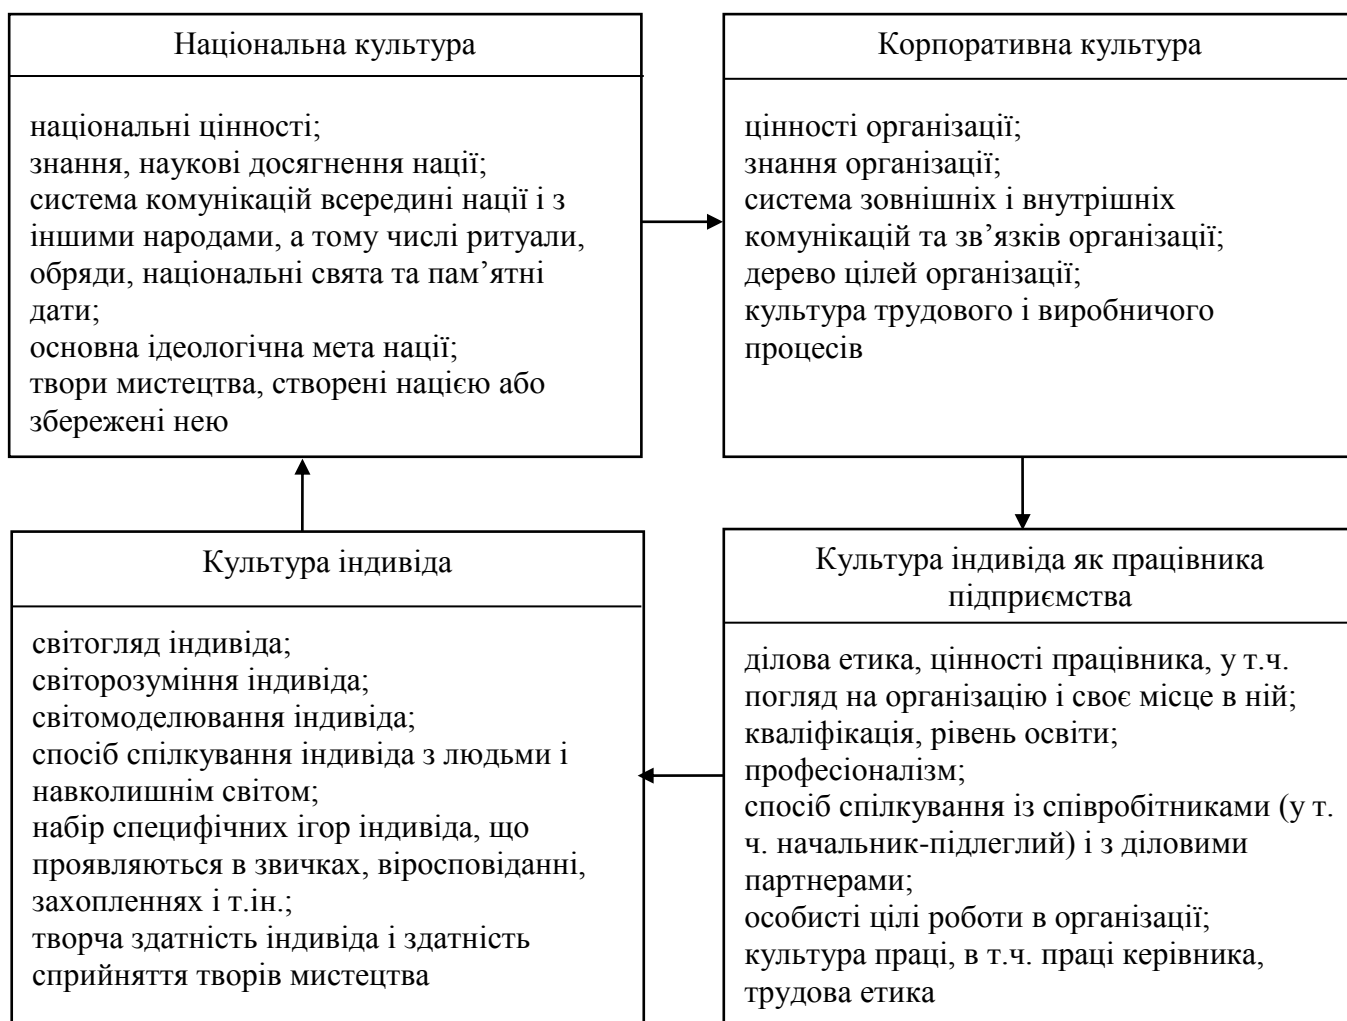 Національна культура
національні цінності;
знання, наукові досягнення нації;
система комунікацій всередині нації і з
іншими народами, а тому числі ритуали,
обряди, національні свята та пам’ятні
дати;
основна ідеологічна мета нації;
твори мистецтва, створені нацією або
збережені нею
Корпоративна культура
цінності організації;
знання організації;
система зовнішніх і внутрішніх
комунікацій та зв’язків організації;
дерево цілей організації;
культура трудового і виробничого
процесів
Культура індивіда
світогляд індивіда;
світорозуміння індивіда;
світомоделювання індивіда;
спосіб спілкування індивіда з людьми і
навколишнім світом;
набір специфічних ігор індивіда, що
проявляються в звичках, віросповіданні,
захопленнях і т.ін.;
творча здатність індивіда і здатність
сприйняття творів мистецтва
Культура індивіда як працівника
підприємства
ділова етика, цінності працівника, у т.ч.
погляд на організацію і своє місце в ній;
кваліфікація, рівень освіти;
професіоналізм;
спосіб спілкування із співробітниками (у т.
ч. начальник-підлеглий) і з діловими
партнерами;
особисті цілі роботи в організації;
культура праці, в т.ч. праці керівника,
трудова етика